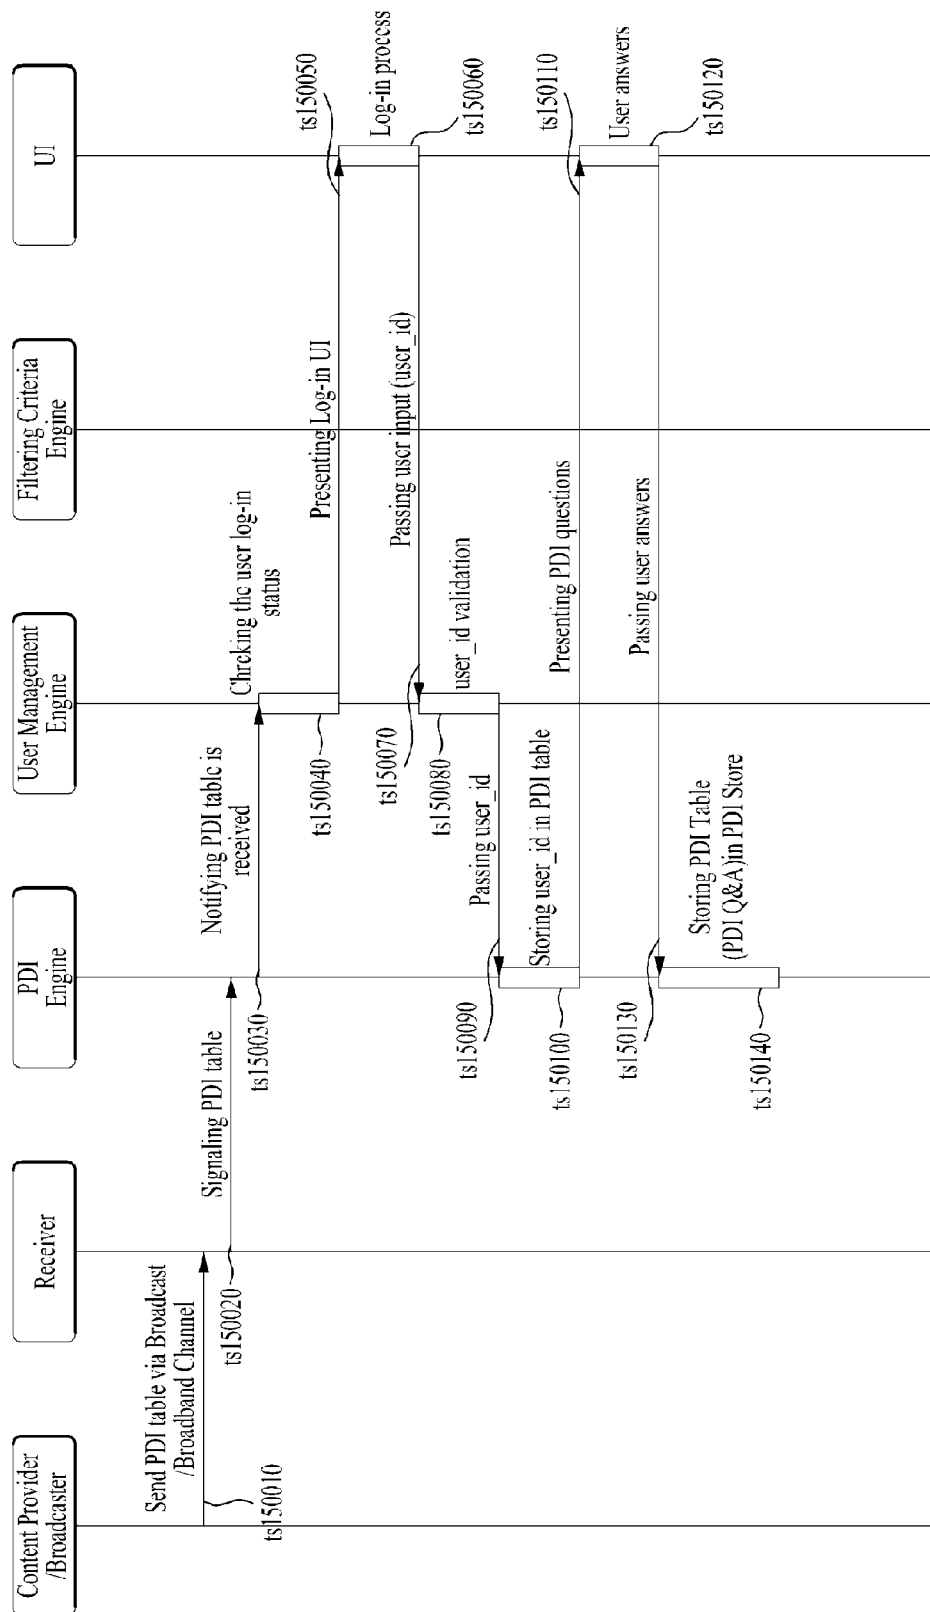 Content Provider
/Broadcaster
Receiver
PDI
Engine
User Management
Engine
Filtering Criteria
Engine
UI
Send PDI table via Broadcast
/Broadband Channel
ts150010
Signaling PDI table
ts150020
Notifying PDI table is
received
ts150030
Chrcking the user log-in
status
ts150040
Presenting Log-in UI
ts150050
Log-in process
ts150060
Passing user input (user_id)
ts150070
user_id validation
ts150080
Passing user_id
ts150090
Storing user_id in PDI table
ts150100
Presenting PDI questions
ts150110
User answers
ts150120
Passing user answers
ts150130
Storing PDI Table
(PDI Q&A)in PDI Store
ts150140